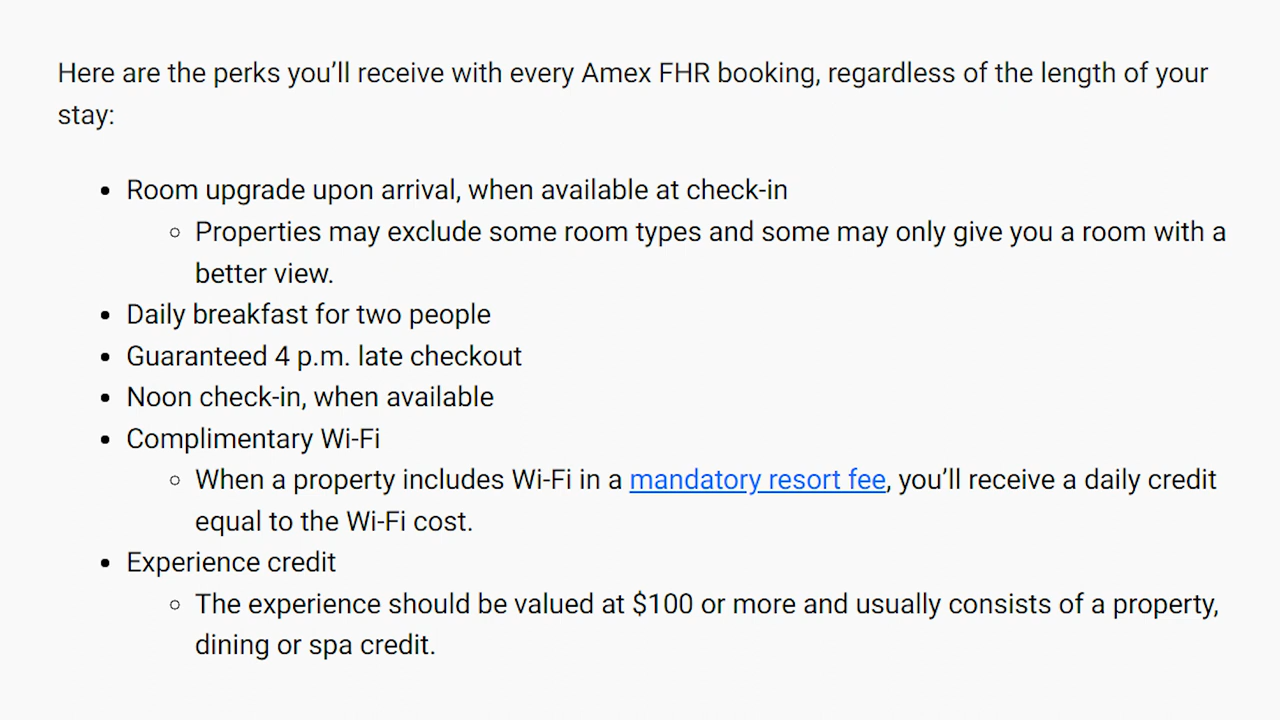 Here are the perks you’ll receive with every Amex FHR booking, regardless of the length of your
stay:
• Room upgrade upon arrival, when available at check-in
◦ Properties may exclude some room types and some may only give you a room with a
better view.
• Daily breakfast for two people
• Guaranteed 4 p.m. late checkout
• Noon check-in, when available
• Complimentary Wi-Fi
◦ When a property includes Wi-Fi in a mandatory resort fee, you’ll receive a daily credit
equal to the Wi-Fi cost.
• Experience credit
◦ The experience should be valued at $100 or more and usually consists of a property,
dining or spa credit.